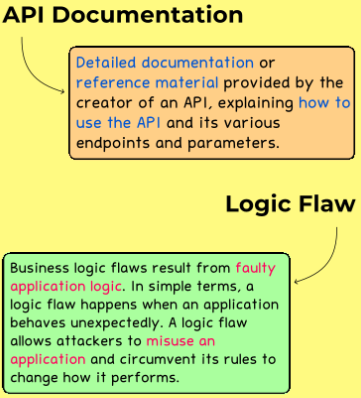 API Documentation
Detailed documentation or
reference material provided by the
creator of an API, explaining how to
use the API and its various
endpoints and parameters.
Logic Flaw
Business logic flaws result from faulty
application logic. In simple terms, a
logic flaw happens when an application
behaves unexpectedly. A logic flaw
allows attackers to misuse an
application and circumvent its rules to
change how it performs.